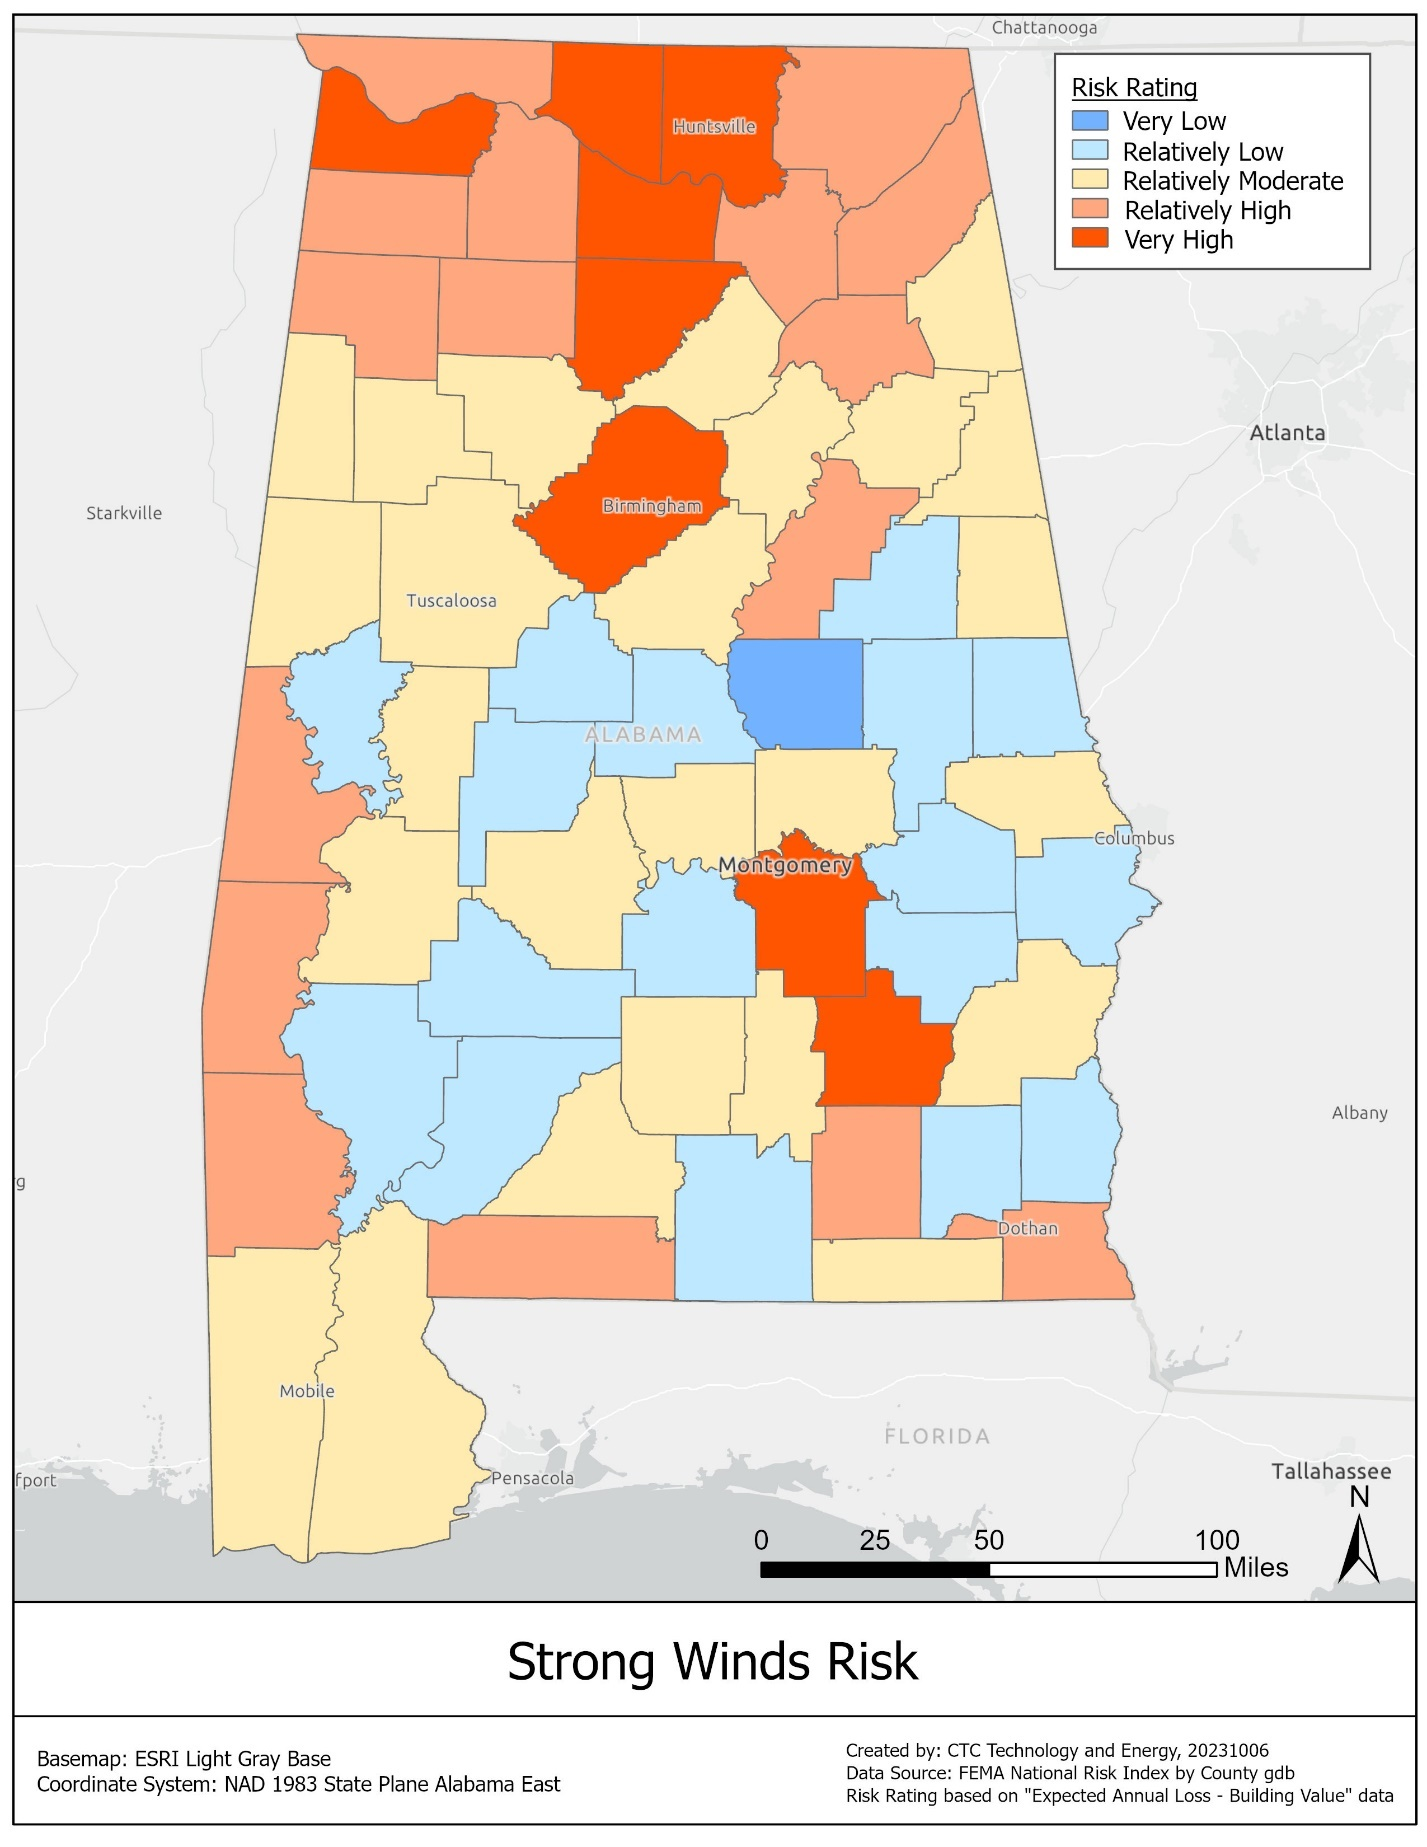 Chattanooga
Risk Rating
Very Low
Relatively Low
Relatively Moderate
Relatively High
Very High
Huntsville
Atlanta
Starkville
Birmingham
Tuscaloosa
ALABAMA
Columbus
Montgomery
Albany
g
Dothan
Mobile
FLORIDA
fport
Pensacola
Tallahassee
N
0 25 50 100
Miles
Strong Winds Risk
Basemap: ESRI Light Gray Base
Coordinate System: NAD 1983 State Plane Alabama East
Created by: CTC Technology and Energy, 20231006
Data Source: FEMA National Risk Index by County gdb
Risk Rating based on "Expected Annual Loss - Building Value" data